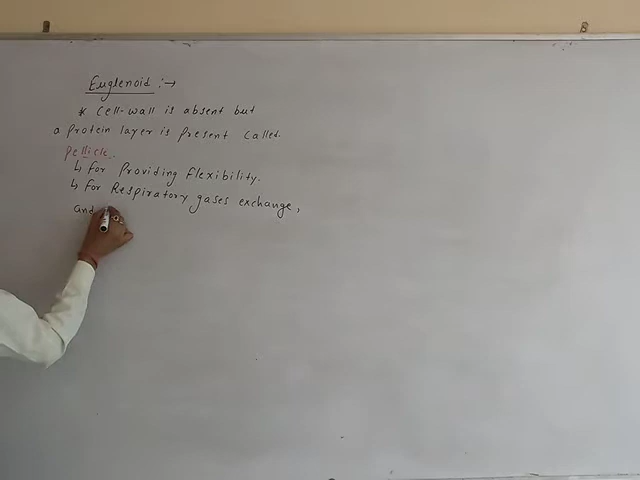 Euglenoid :→
* Cell-wall is absent but
a Protein layer is Present Called.
Pellicle.
↳ for Providing flexibility.
↳ for Respiratory gases exchange,
and